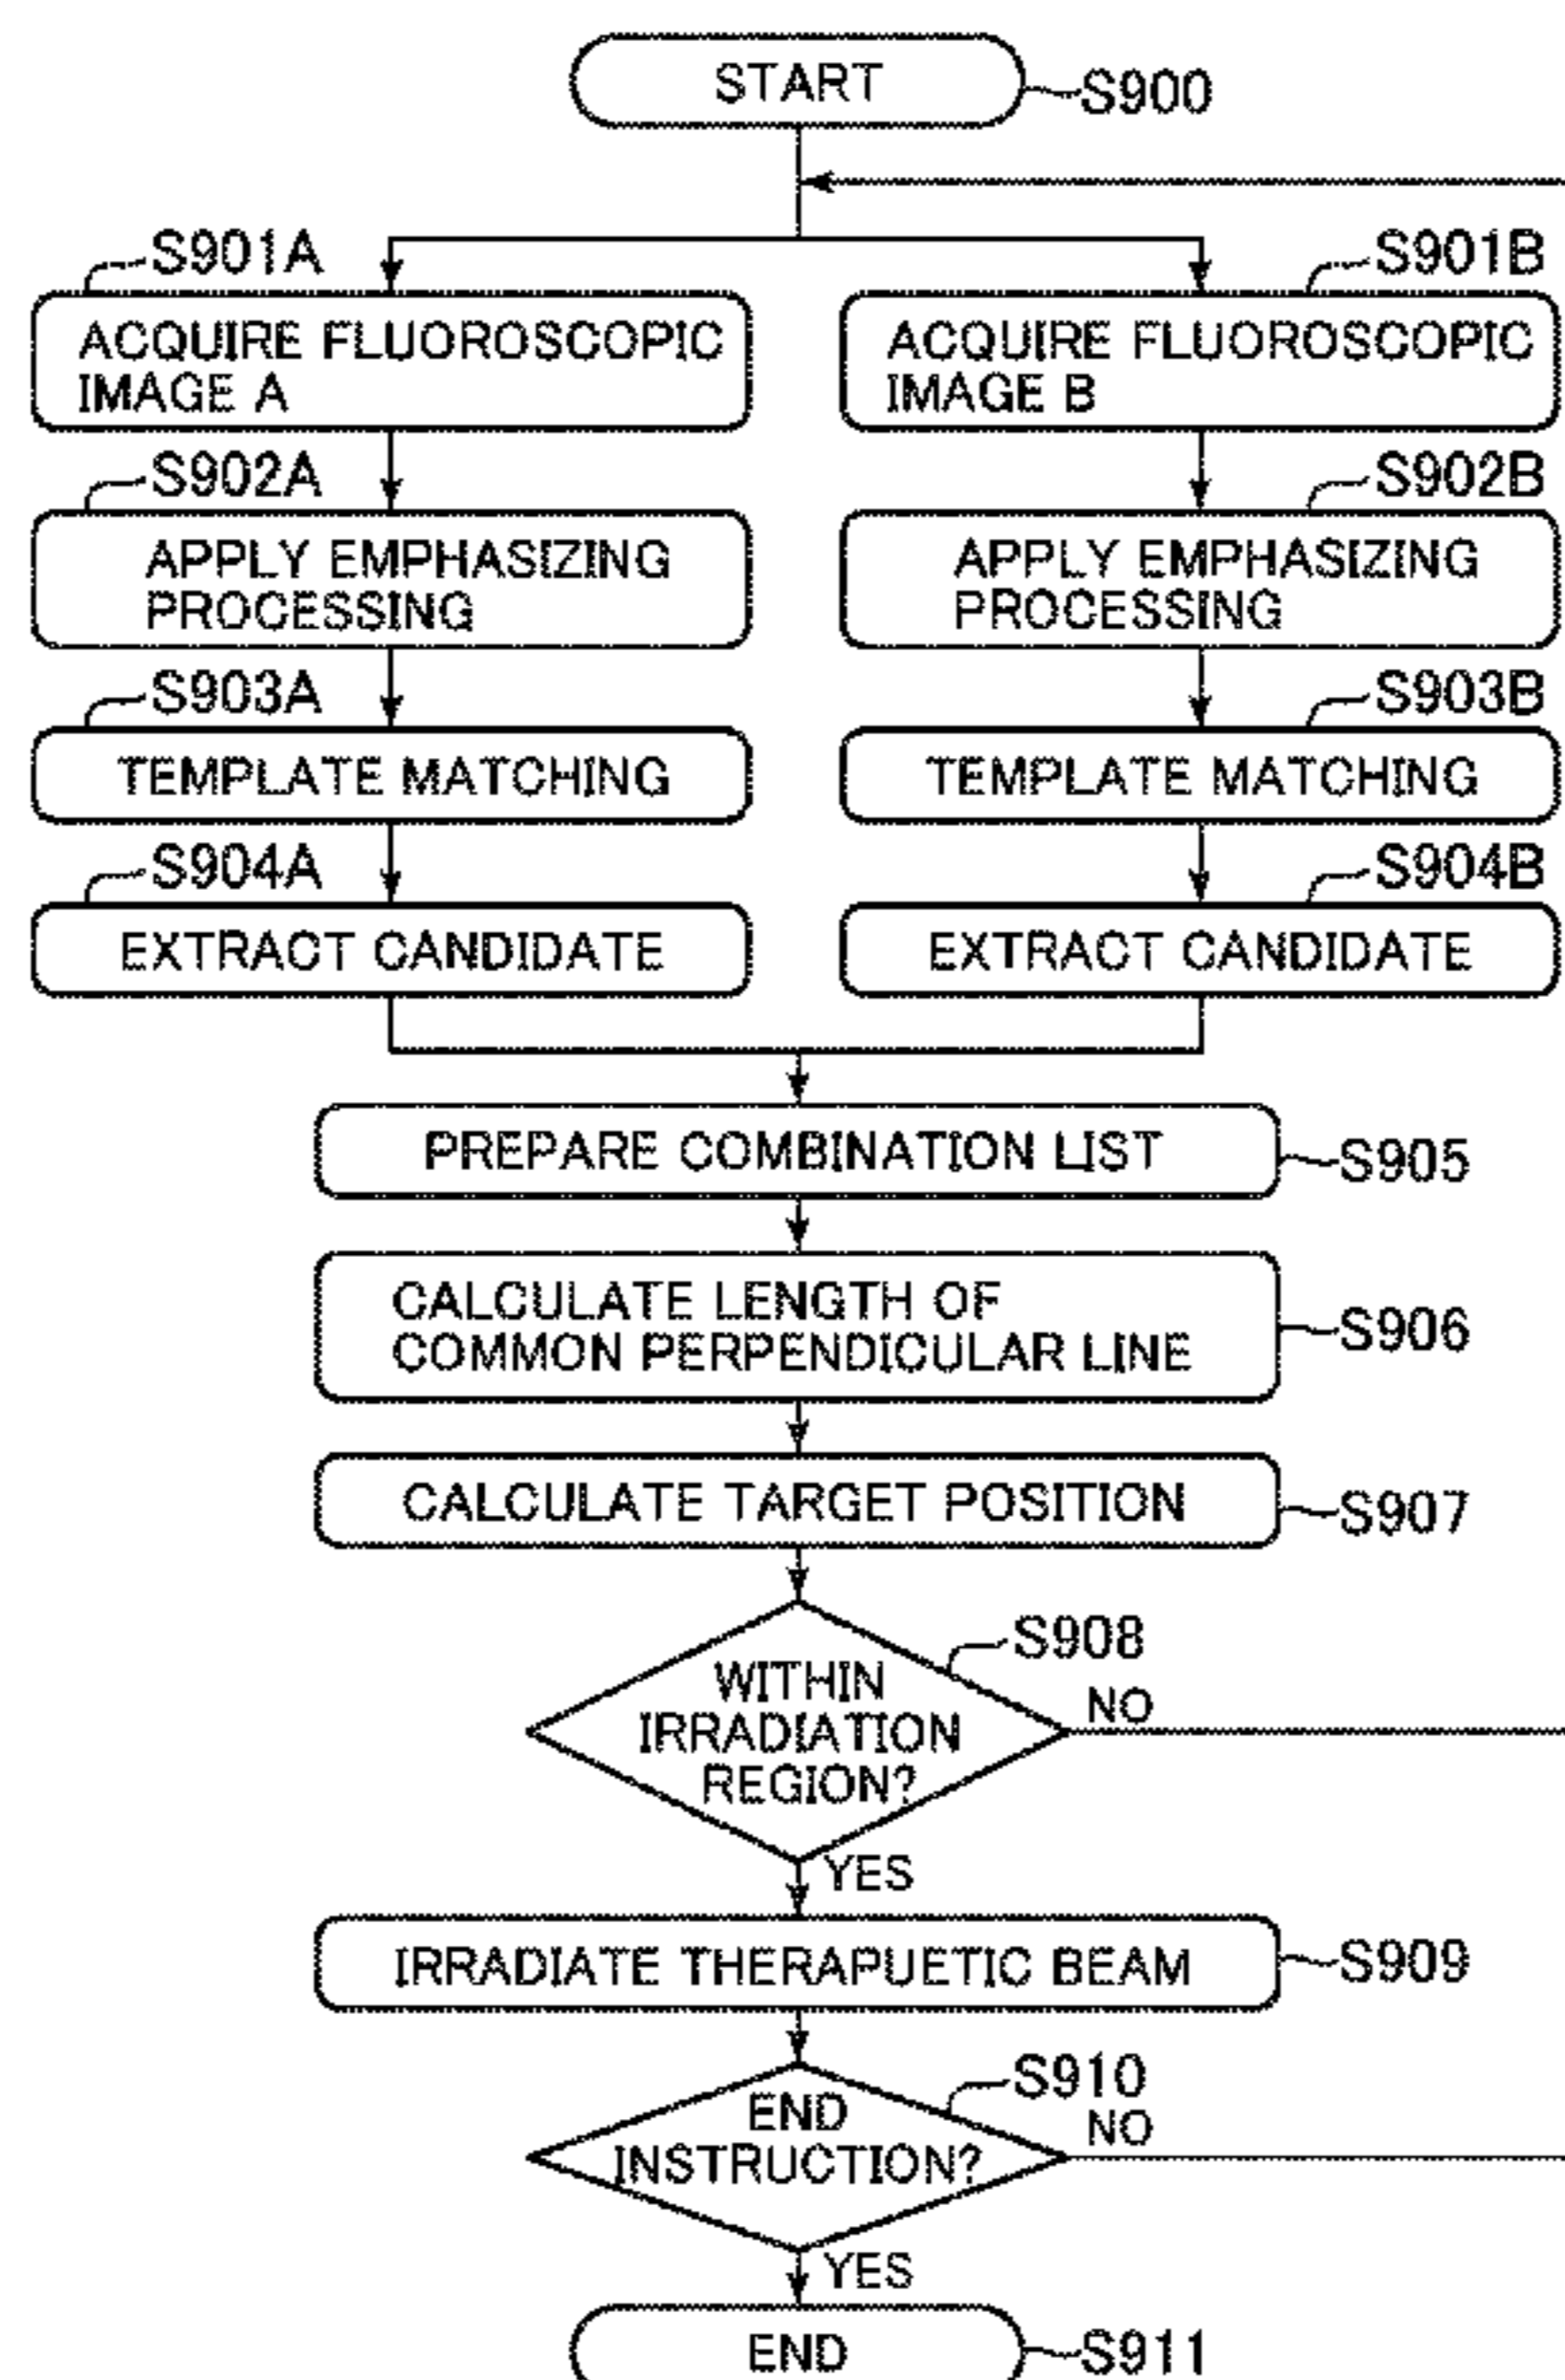 START
S900
S901A
S901B
ACQUIRE FLUOROSCOPIC
IMAGE A
ACQUIRE FLUOROSCOPIC
IMAGE B
S902A
S902B
APPLY EMPHASIZING
PROCESSING
APPLY EMPHASIZING
PROCESSING
S903A
S903B
TEMPLATE MATCHING
TEMPLATE MATCHING
S904A
S904B
EXTRACT CANDIDATE
EXTRACT CANDIDATE
PREPARE COMBINATION LIST
S905
CALCULATE LENGTH OF
COMMON PERPENDICULAR LINE
S906
CALCULATE TARGET POSITION
S907
S908
WITHIN
IRRADIATION
REGION?
NO
YES
IRRADIATE THERAPUETIC BEAM
S909
S910
END
INSTRUCTION?
NO
YES
END
S911